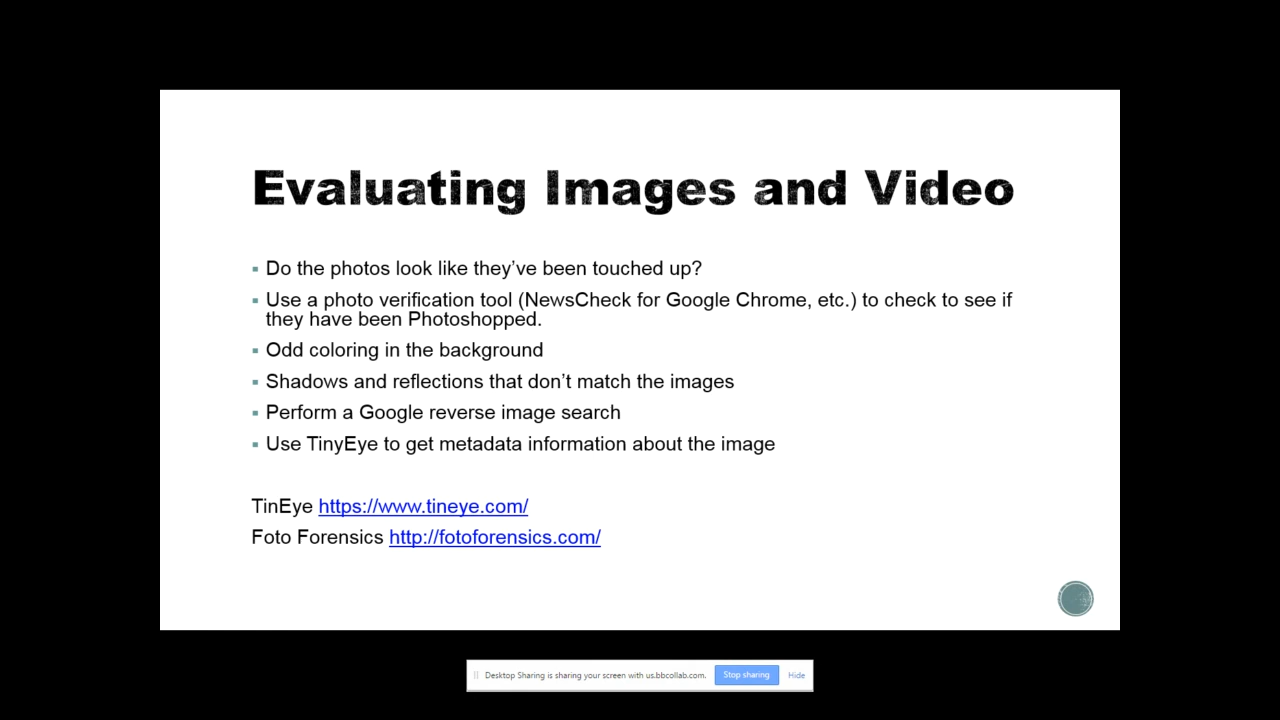 Evaluating Images and Video
▪ Do the photos look like they’ve been touched up?
▪ Use a photo verification tool (NewsCheck for Google Chrome, etc.) to check to see if
they have been Photoshopped.
▪ Odd coloring in the background
▪ Shadows and reflections that don’t match the images
▪ Perform a Google reverse image search
▪ Use TinyEye to get metadata information about the image
TinEye https://www.tineye.com/
Foto Forensics http://fotoforensics.com/
Desktop Sharing is sharing your screen with us.bbcollab.com. Stop sharing Hide